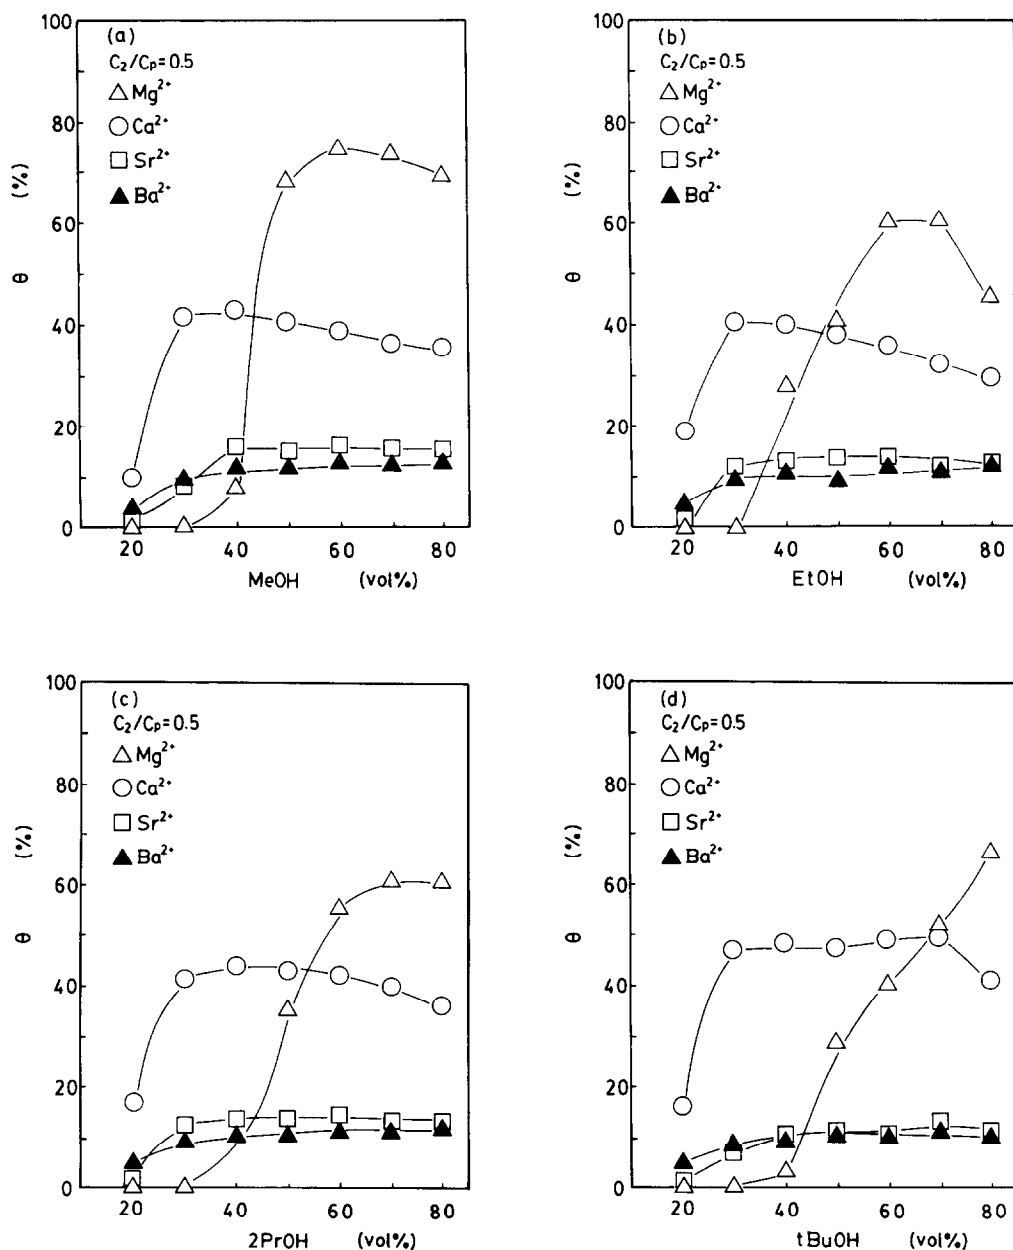 100
(a)
C₂/Cₚ=0.5
Mg²⁺
Ca²⁺
Sr²⁺
Ba²⁺
80
60
40
20
0
θ (%)
20 40 60 80
MeOH (vol%)
100
(b)
C₂/Cₚ=0.5
Mg²⁺
Ca²⁺
Sr²⁺
Ba²⁺
80
60
40
20
0
θ (%)
20 40 60 80
EtOH (vol%)
100
(c)
C₂/Cₚ=0.5
Mg²⁺
Ca²⁺
Sr²⁺
Ba²⁺
80
60
40
20
0
θ (%)
20 40 60 80
2PrOH (vol%)
100
(d)
C₂/Cₚ=0.5
Mg²⁺
Ca²⁺
Sr²⁺
Ba²⁺
80
60
40
20
0
θ (%)
20 40 60 80
tBuOH (vol%)